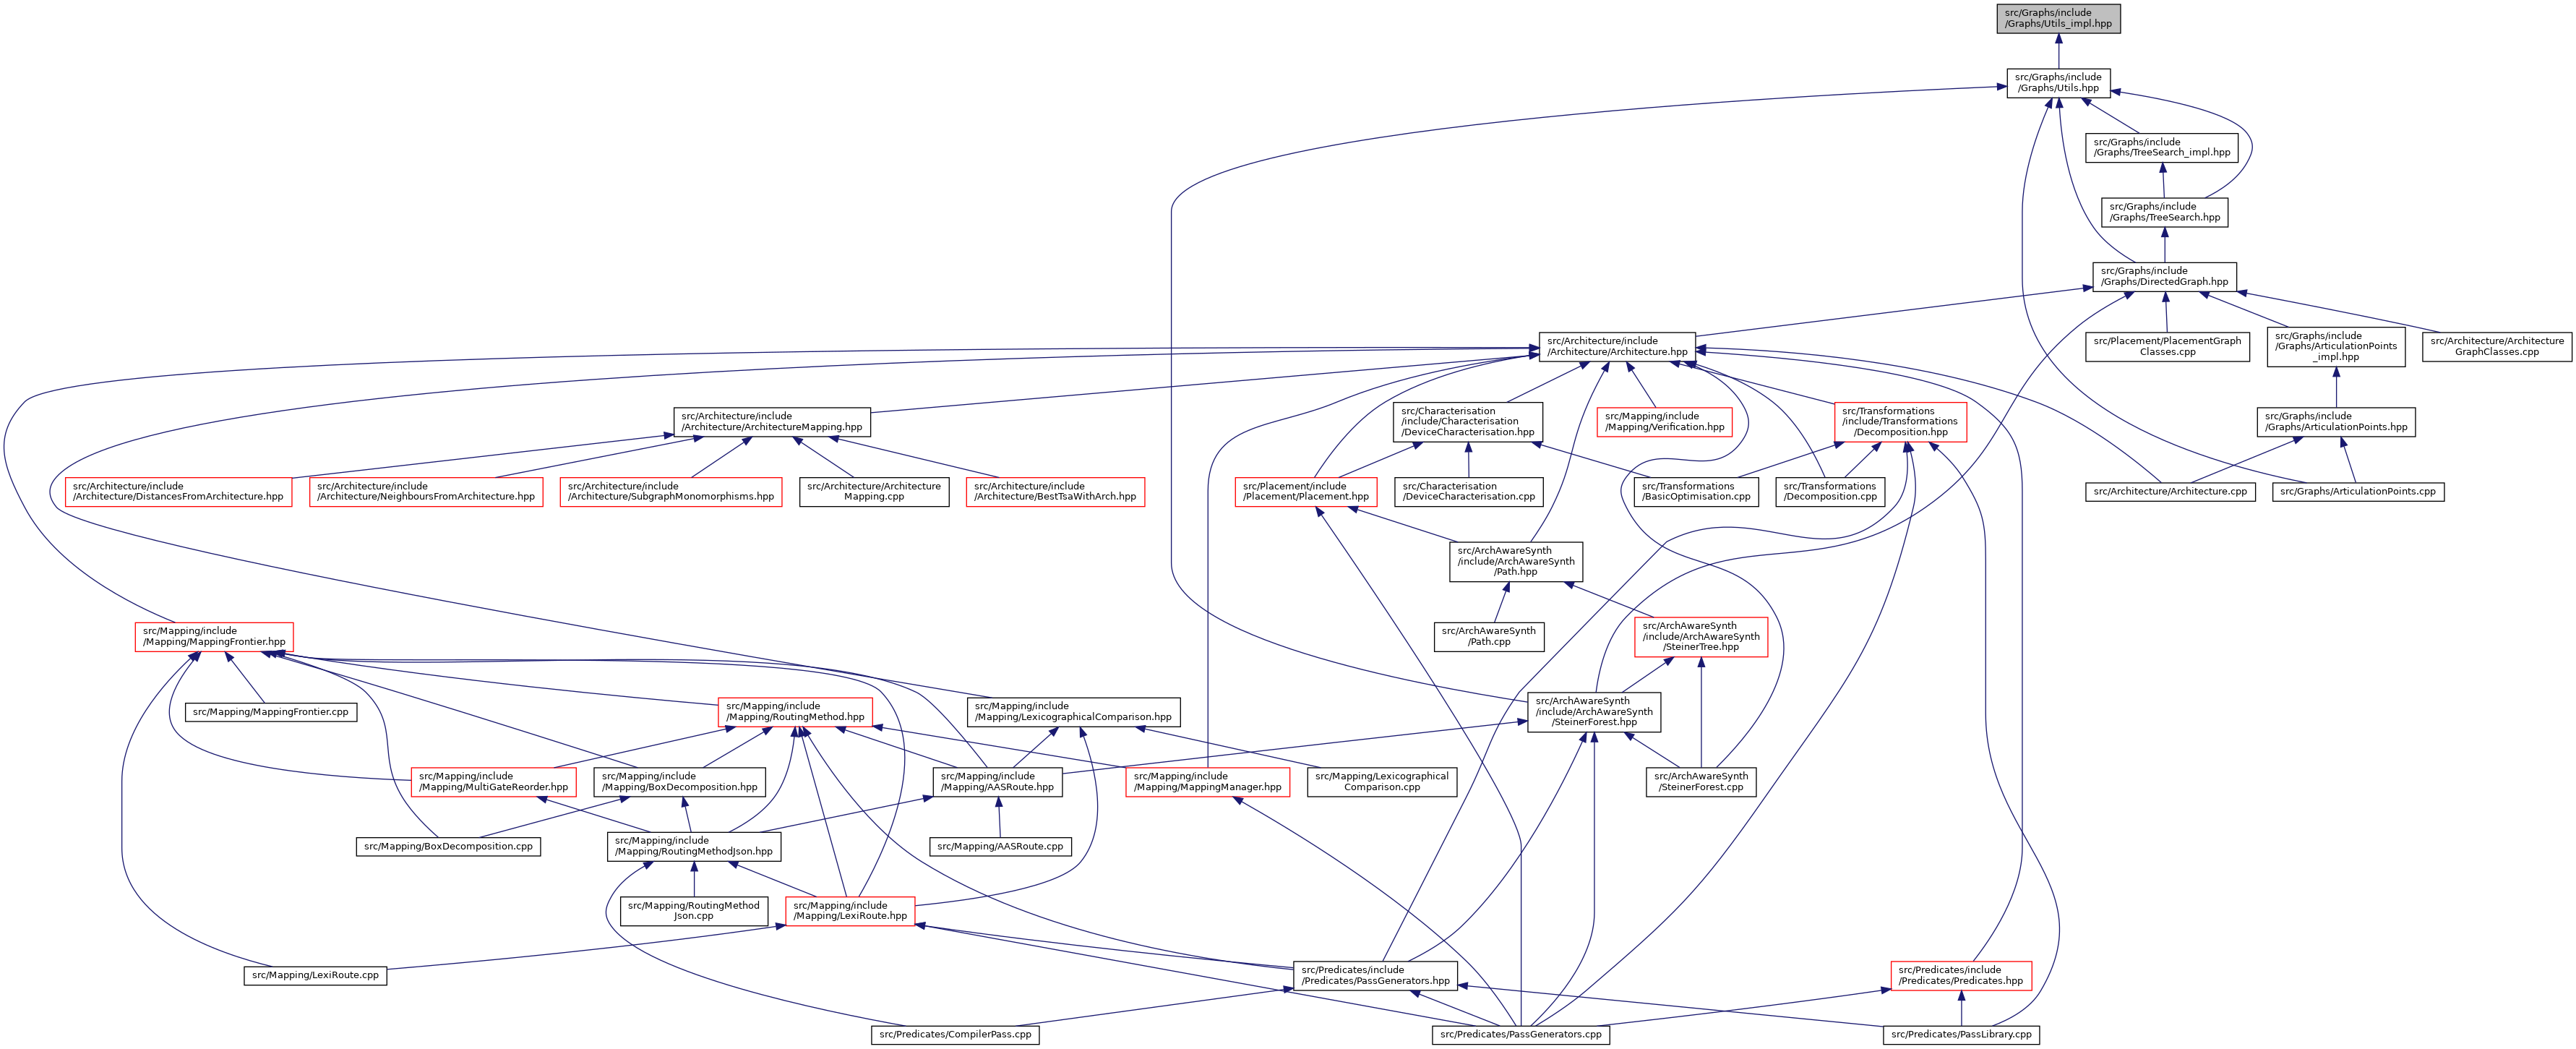 src/Graphs/include
/Graphs/Utils_impl.hpp
src/Graphs/include
/Graphs/Utils.hpp
src/Graphs/include
/Graphs/TreeSearch_impl.hpp
src/Graphs/include
/Graphs/TreeSearch.hpp
src/Graphs/include
/Graphs/DirectedGraph.hpp
src/Architecture/include
/Architecture/Architecture.hpp
src/Placement/PlacementGraph
Classes.cpp
src/Graphs/include
/Graphs/ArticulationPoints
_impl.hpp
src/Architecture/Architecture
GraphClasses.cpp
src/Architecture/include
/Architecture/ArchitectureMapping.hpp
src/Characterisation
/include/Characterisation
/DeviceCharacterisation.hpp
src/Mapping/include
/Mapping/Verification.hpp
src/Transformations
/include/Transformations
/Decomposition.hpp
src/Graphs/include
/Graphs/ArticulationPoints.hpp
src/Architecture/include
/Architecture/DistancesFromArchitecture.hpp
src/Architecture/include
/Architecture/NeighboursFromArchitecture.hpp
src/Architecture/include
/Architecture/SubgraphMonomorphisms.hpp
src/Architecture/Architecture
Mapping.cpp
src/Architecture/include
/Architecture/BestTsaWithArch.hpp
src/Placement/include
/Placement/Placement.hpp
src/Characterisation
/DeviceCharacterisation.cpp
src/Transformations
/BasicOptimisation.cpp
src/Transformations
/Decomposition.cpp
src/Architecture/Architecture.cpp
src/Graphs/ArticulationPoints.cpp
src/ArchAwareSynth
/include/ArchAwareSynth
/Path.hpp
src/Mapping/include
/Mapping/MappingFrontier.hpp
src/ArchAwareSynth
/Path.cpp
src/ArchAwareSynth
/include/ArchAwareSynth
/SteinerTree.hpp
src/Mapping/MappingFrontier.cpp
src/Mapping/include
/Mapping/RoutingMethod.hpp
src/Mapping/include
/Mapping/LexicographicalComparison.hpp
src/ArchAwareSynth
/include/ArchAwareSynth
/SteinerForest.hpp
src/Mapping/include
/Mapping/MultiGateReorder.hpp
src/Mapping/include
/Mapping/BoxDecomposition.hpp
src/Mapping/include
/Mapping/AASRoute.hpp
src/Mapping/include
/Mapping/MappingManager.hpp
src/Mapping/Lexicographical
Comparison.cpp
src/ArchAwareSynth
/SteinerForest.cpp
src/Mapping/BoxDecomposition.cpp
src/Mapping/include
/Mapping/RoutingMethodJson.hpp
src/Mapping/AASRoute.cpp
src/Mapping/RoutingMethod
Json.cpp
src/Mapping/include
/Mapping/LexiRoute.hpp
src/Mapping/LexiRoute.cpp
src/Predicates/include
/Predicates/PassGenerators.hpp
src/Predicates/include
/Predicates/Predicates.hpp
src/Predicates/CompilerPass.cpp
src/Predicates/PassGenerators.cpp
src/Predicates/PassLibrary.cpp